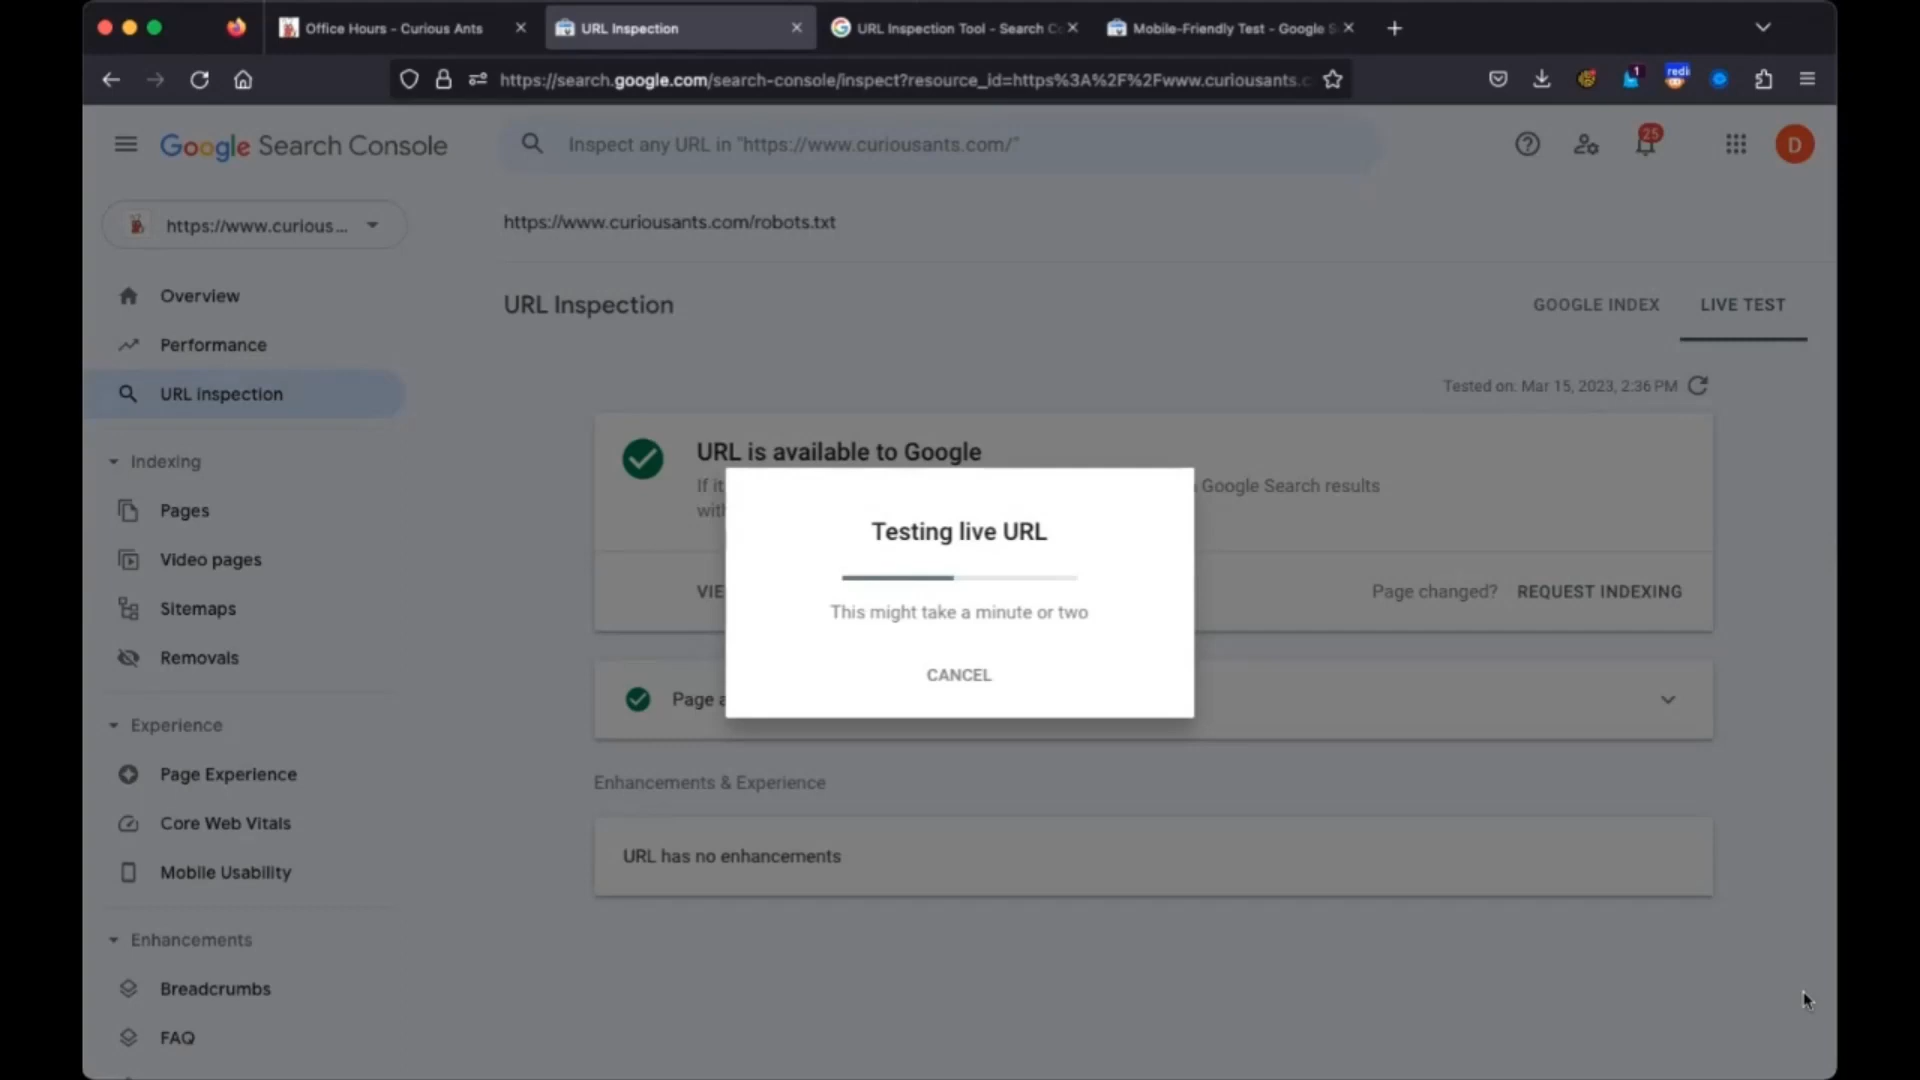 Office Hours - Curious Ants
URL Inspection
URL Inspection Tool - Search Co
Mobile-Friendly Test - Google S
https://search.google.com/search-console/inspect?resource_id=https%3A%2F%2Fwww.curiousants.c
1
redi
Google Search Console
Inspect any URL in "https://www.curiousants.com/"
25
D
https://www.curious...
https://www.curiousants.com/robots.txt
Overview
Performance
URL inspection
Indexing
Pages
Video pages
Sitemaps
Removals
Experience
Page Experience
Core Web Vitals
Mobile Usability
Enhancements
Breadcrumbs
FAQ
URL Inspection
GOOGLE INDEX
LIVE TEST
Tested on: Mar 15, 2023, 2:36 PM
URL is available to Google
If it
Google Search results
with
VIE
Page changed?
REQUEST INDEXING
Testing live URL
This might take a minute or two
CANCEL
Page a
Enhancements & Experience
URL has no enhancements